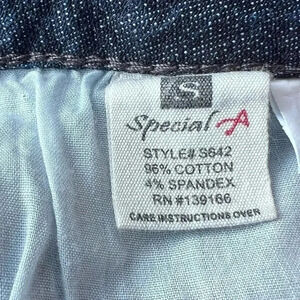 S
Special A
STYLE# S642
96% COTTON
4% SPANDEX
RN #139166
CARE INSTRUCTIONS OVER